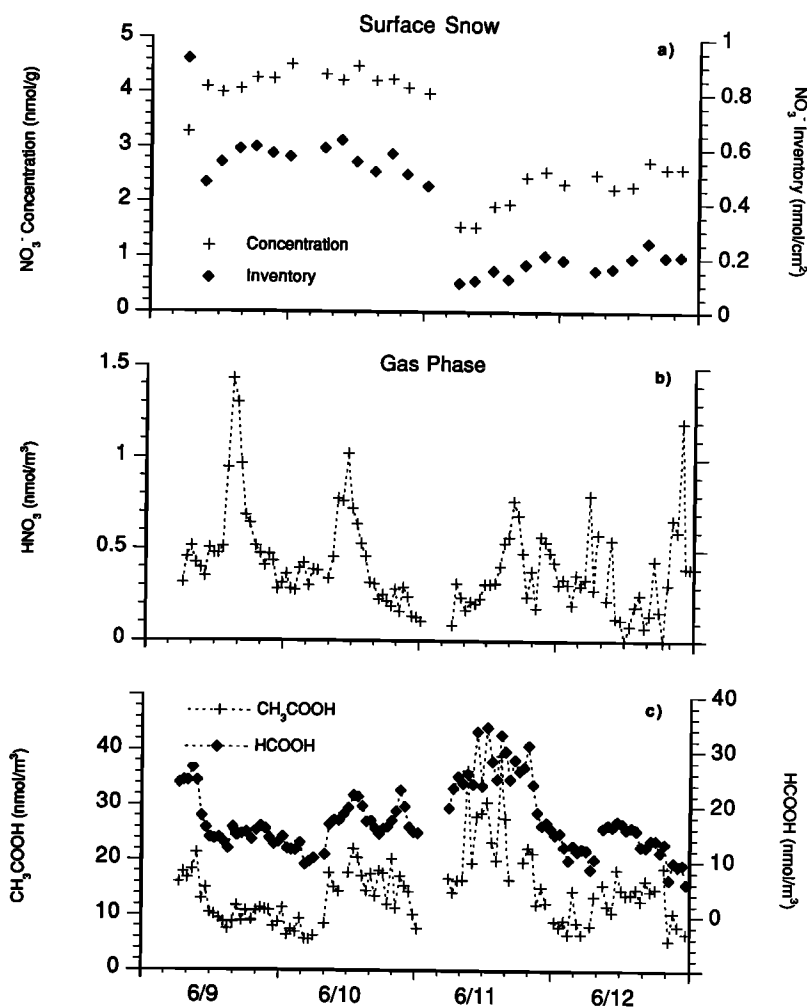 Surface Snow
a)
NO₃⁻ Concentration (nmol/g)
5
4
3
2
1
0
+ Concentration
◆ Inventory
1
0.8
0.6
0.4
0.2
0
NO₃⁻ Inventory (nmol/cm²)
Gas Phase
b)
HNO₃ (nmol/m³)
1.5
1
0.5
0
c)
CH₃COOH (nmol/m³)
40
30
20
10
0
CH₃COOH
HCOOH
40
30
20
10
0
HCOOH (nmol/m³)
6/9
6/10
6/11
6/12